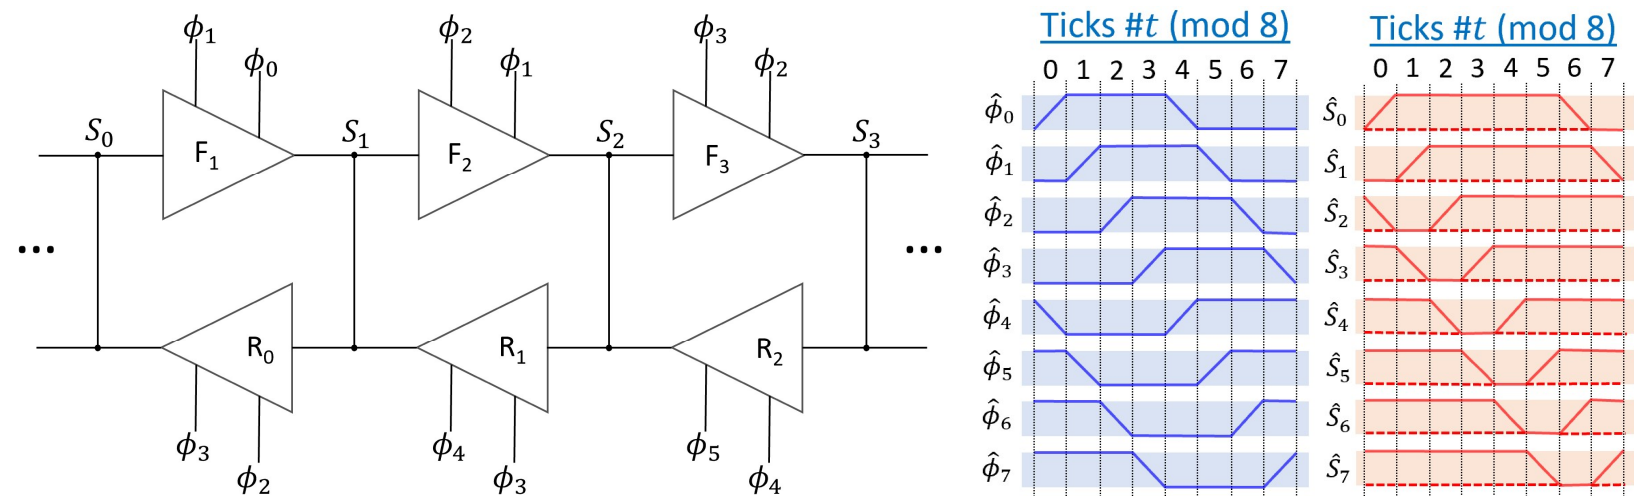 ϕ₁ ϕ₀ ϕ₂ ϕ₁ ϕ₃ ϕ₂
S₀ F₁ S₁ F₂ S₂ F₃ S₃
... ...
R₀ R₁ R₂
ϕ₃ ϕ₂ ϕ₄ ϕ₃ ϕ₅ ϕ₄
Ticks #t (mod 8)
0 1 2 3 4 5 6 7
ϕ̂₀
ϕ̂₁
ϕ̂₂
ϕ̂₃
ϕ̂₄
ϕ̂₅
ϕ̂₆
ϕ̂₇
Ticks #t (mod 8)
0 1 2 3 4 5 6 7
Ŝ₀
Ŝ₁
Ŝ₂
Ŝ₃
Ŝ₄
Ŝ₅
Ŝ₆
Ŝ₇